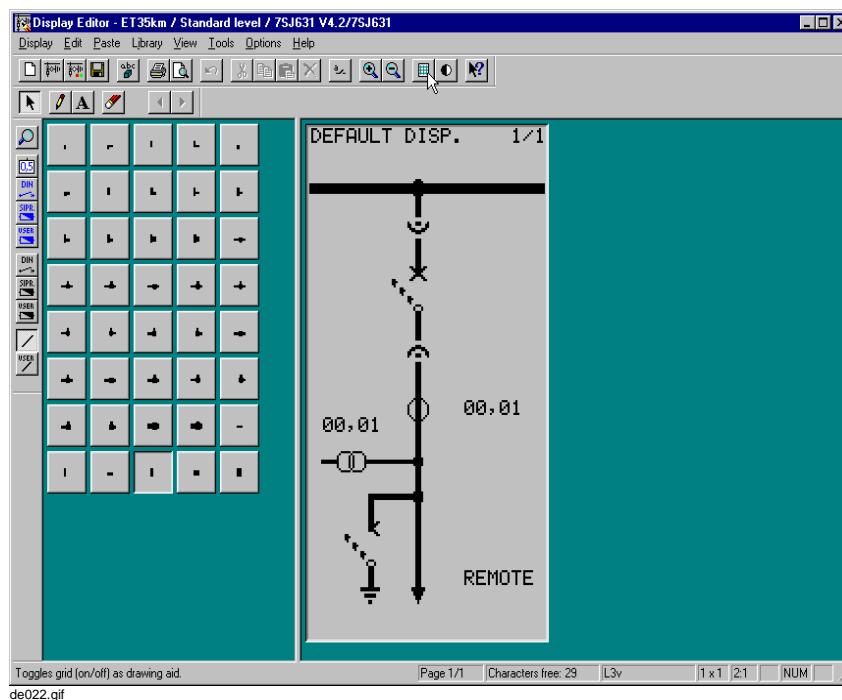 Display Editor - ET35km / Standard level / 7SJ631 V4.2/7SJ631
Display Edit Paste Library View Tools Options Help
abc
a..
A
0,5
DIN
SIPR.
USER
DIN
SIPR.
USER
USER
DEFAULT DISP. 1/1
00,01
00,01
REMOTE
Toggles grid (on/off) as drawing aid.
Page 1/1
Characters free: 29
L3v
1 x 1
2:1
NUM
de022.gif